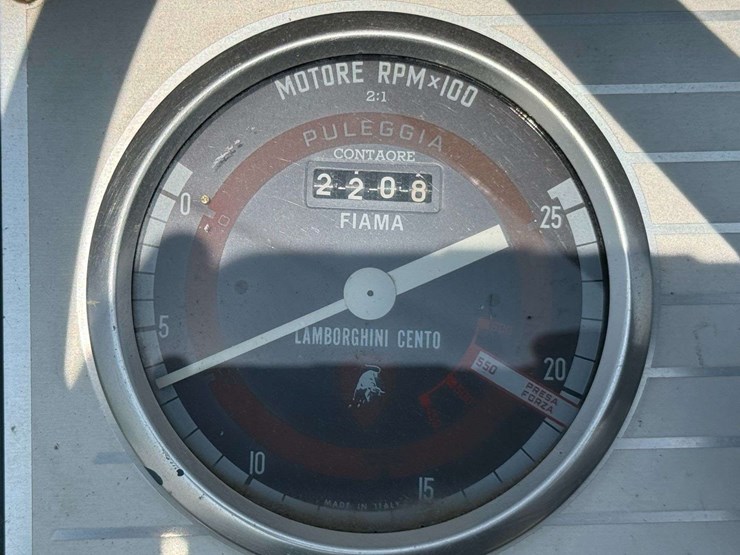 MOTORE RPM×100
2:1
PULEGGIA
CONTAORE
2208
FIAMA
0
0
25
5
LAMBORGHINI CENTO
20
550
PRESA
FORZA
10
15
MADE IN ITALY